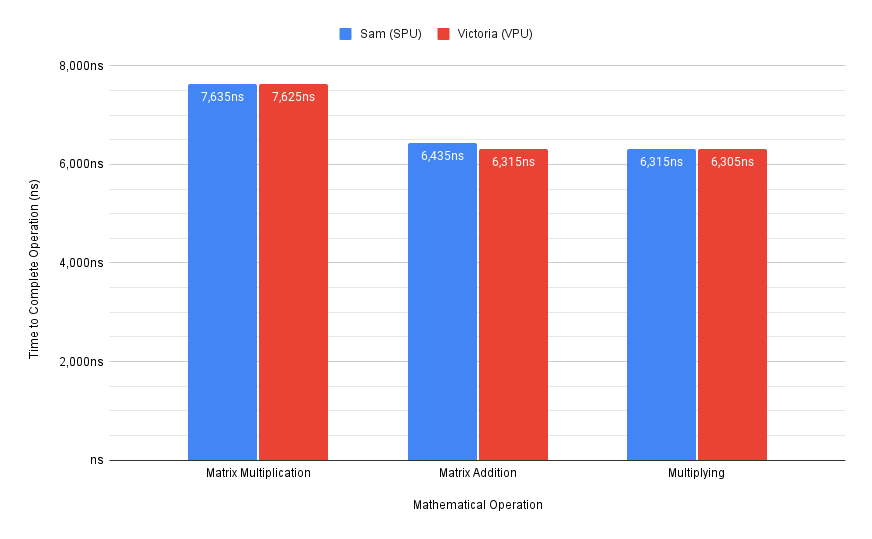 Sam (SPU) Victoria (VPU)
8,000ns
7,635ns 7,625ns
6,435ns 6,315ns
6,315ns 6,305ns
6,000ns
4,000ns
2,000ns
ns
Time to Complete Operation (ns)
Matrix Multiplication Matrix Addition Multiplying
Mathematical Operation